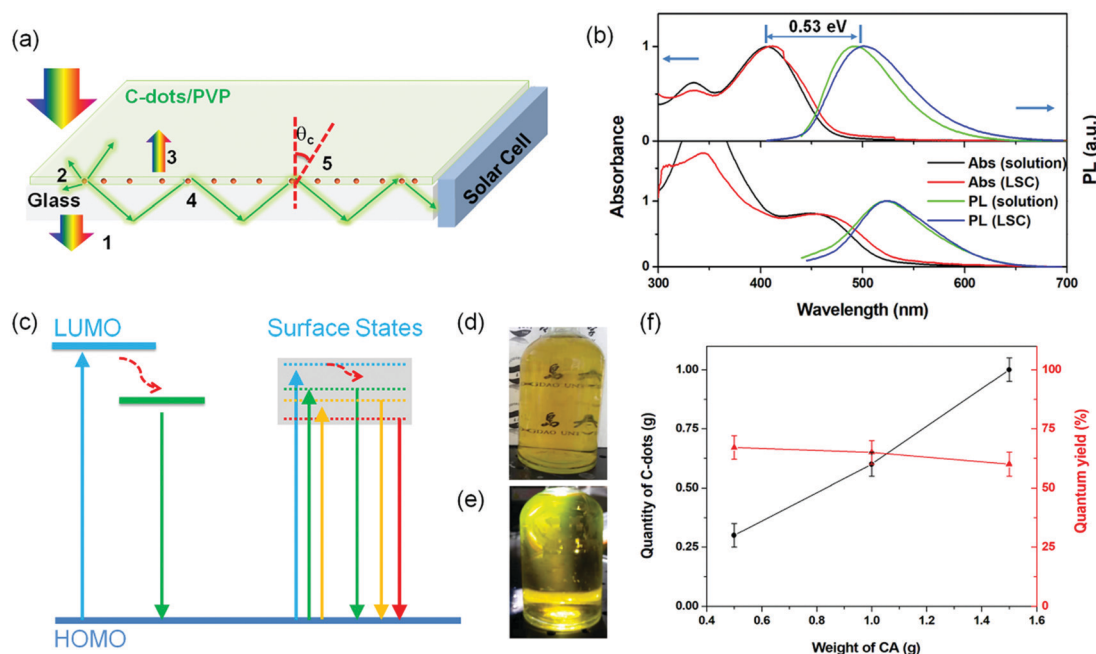 (a)
C-dots/PVP
θc
3
5
2
Glass
4
1
Solar Cell
(b)
0.53 eV
1
1
0
0
Abs (solution)
Abs (LSC)
PL (solution)
PL (LSC)
1
1
0
0
300 400 500 600 700
Absorbance
PL (a.u.)
Wavelength (nm)
(c)
LUMO
Surface States
HOMO
(d)
(e)
(f)
1.00
0.75
0.50
0.25
0.00
Quantity of C-dots (g)
100
75
50
25
0
Quantum yield (%)
0.4 0.6 0.8 1.0 1.2 1.4 1.6
Weight of CA (g)